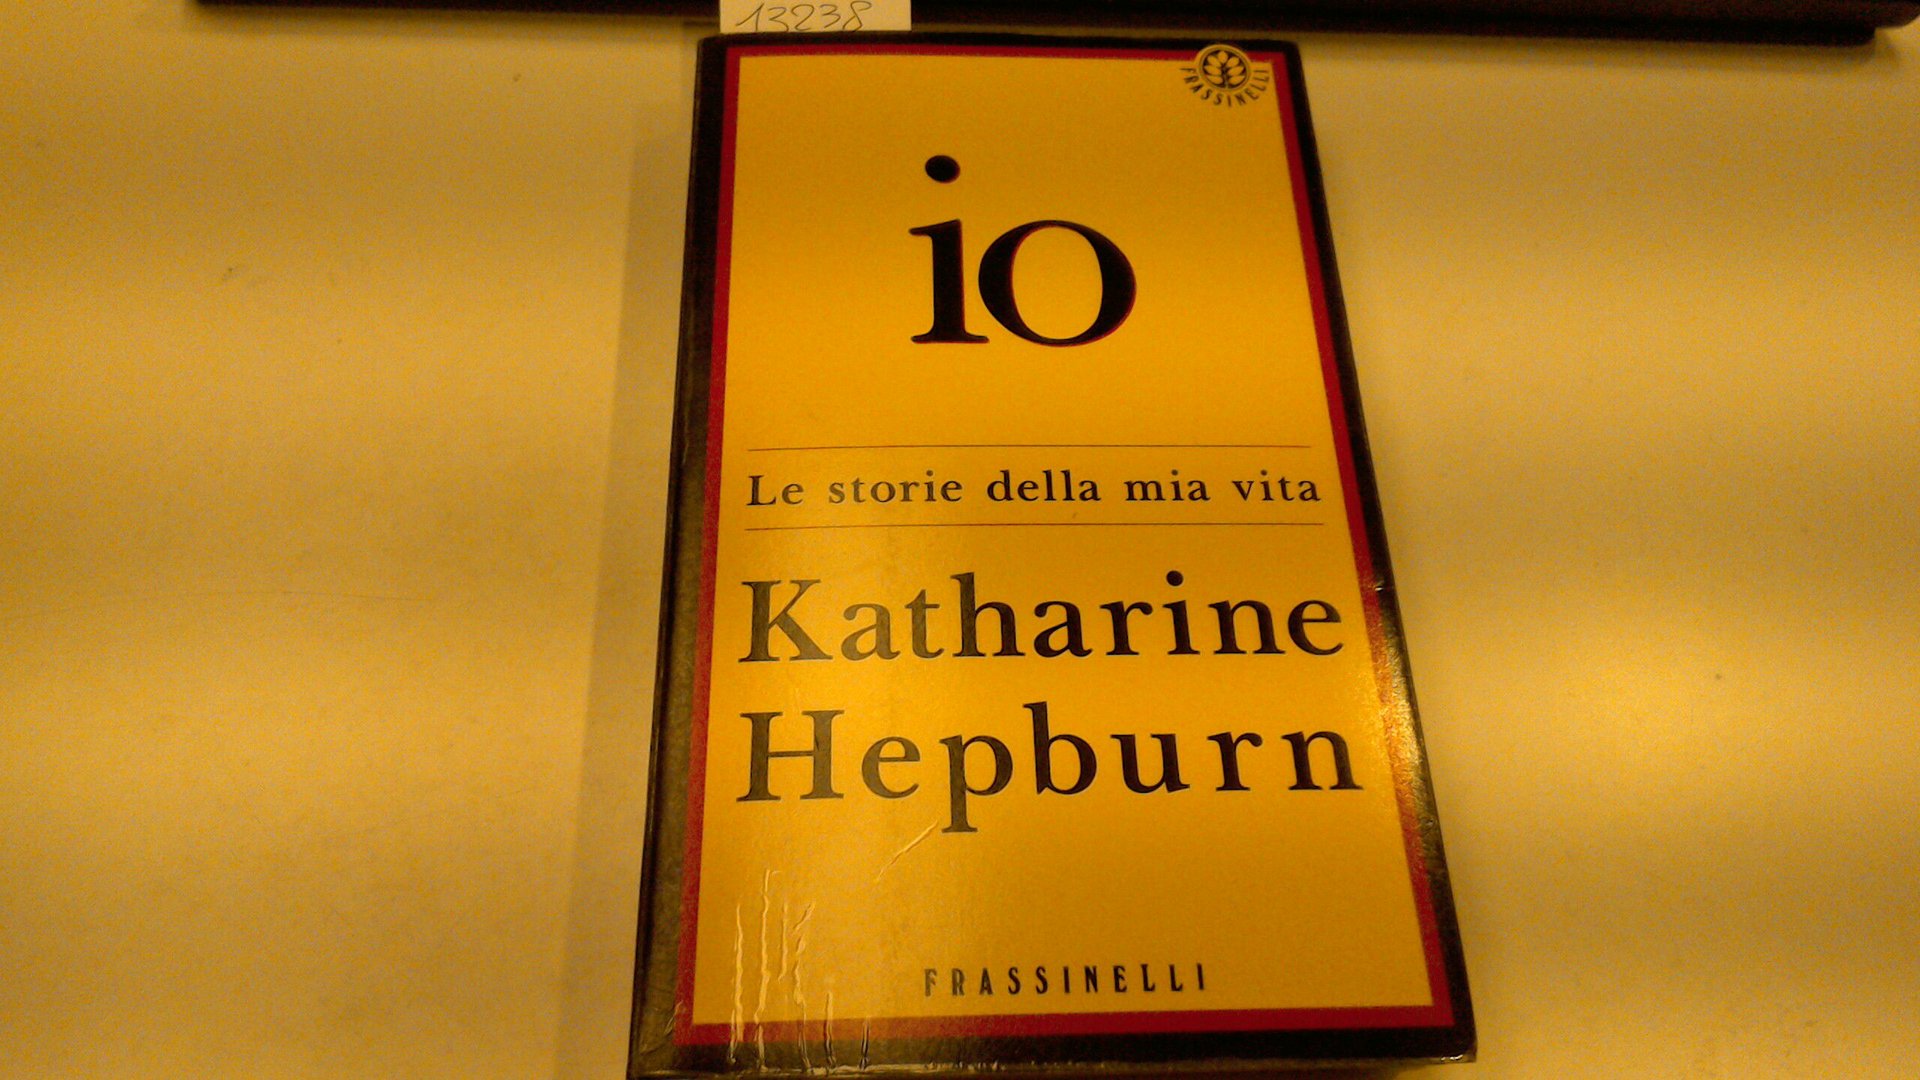 13238
FRASSINELLI
io
Le storie della mia vita
Katharine
Hepburn
FRASSINELLI